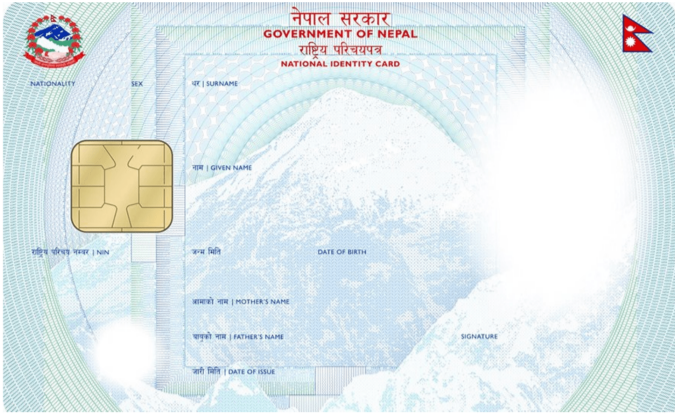 नेपाल सरकार
GOVERNMENT OF NEPAL
राष्ट्रिय परिचयपत्र
NATIONAL IDENTITY CARD
NATIONALITY SEX थर | SURNAME
नाम | GIVEN NAME
राष्ट्रिय परिचय नम्बर | NIN जन्म मिति DATE OF BIRTH
आमाको नाम | MOTHER'S NAME
बाबुको नाम | FATHER'S NAME SIGNATURE
जारी मिति | DATE OF ISSUE